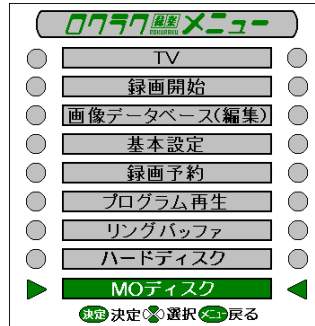 ロクラク 録楽 ROKURAKU メニュー
TV
録画開始
画像データベース(編集)
基本設定
録画予約
プログラム再生
リングバッファ
ハードディスク
MOディスク
決定 決定 選択 メニュー 戻る